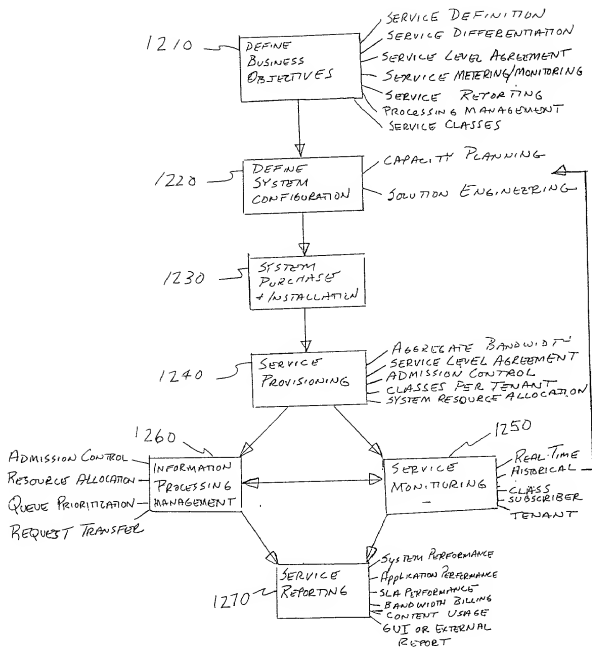 1210
DEFINE
BUSINESS
OBJECTIVES
SERVICE DEFINITION
SERVICE DIFFERENTIATION
SERVICE LEVEL AGREEMENT
SERVICE METERING/MONITORING
SERVICE REPORTING
PROCESSING MANAGEMENT
SERVICE CLASSES
1220
DEFINE
SYSTEM
CONFIGURATION
CAPACITY PLANNING
SOLUTION ENGINEERING
1230
SYSTEM
PURCHASE
+ INSTALLATION
1240
SERVICE
PROVISIONING
AGGREGATE BANDWIDTH
SERVICE LEVEL AGREEMENT
ADMISSION CONTROL
CLASSES PER TENANT
SYSTEM RESOURCE ALLOCATION
1260
INFORMATION
PROCESSING
MANAGEMENT
ADMISSION CONTROL
RESOURCE ALLOCATION
QUEUE PRIORITIZATION
REQUEST TRANSFER
1250
SERVICE
MONITORING
REAL-TIME
HISTORICAL
CLASS
SUBSCRIBER
TENANT
1270
SERVICE
REPORTING
SYSTEM PERFORMANCE
APPLICATION PERFORMANCE
SLA PERFORMANCE
BANDWIDTH BILLING
CONTENT USAGE
GUI OR EXTERNAL
REPORT